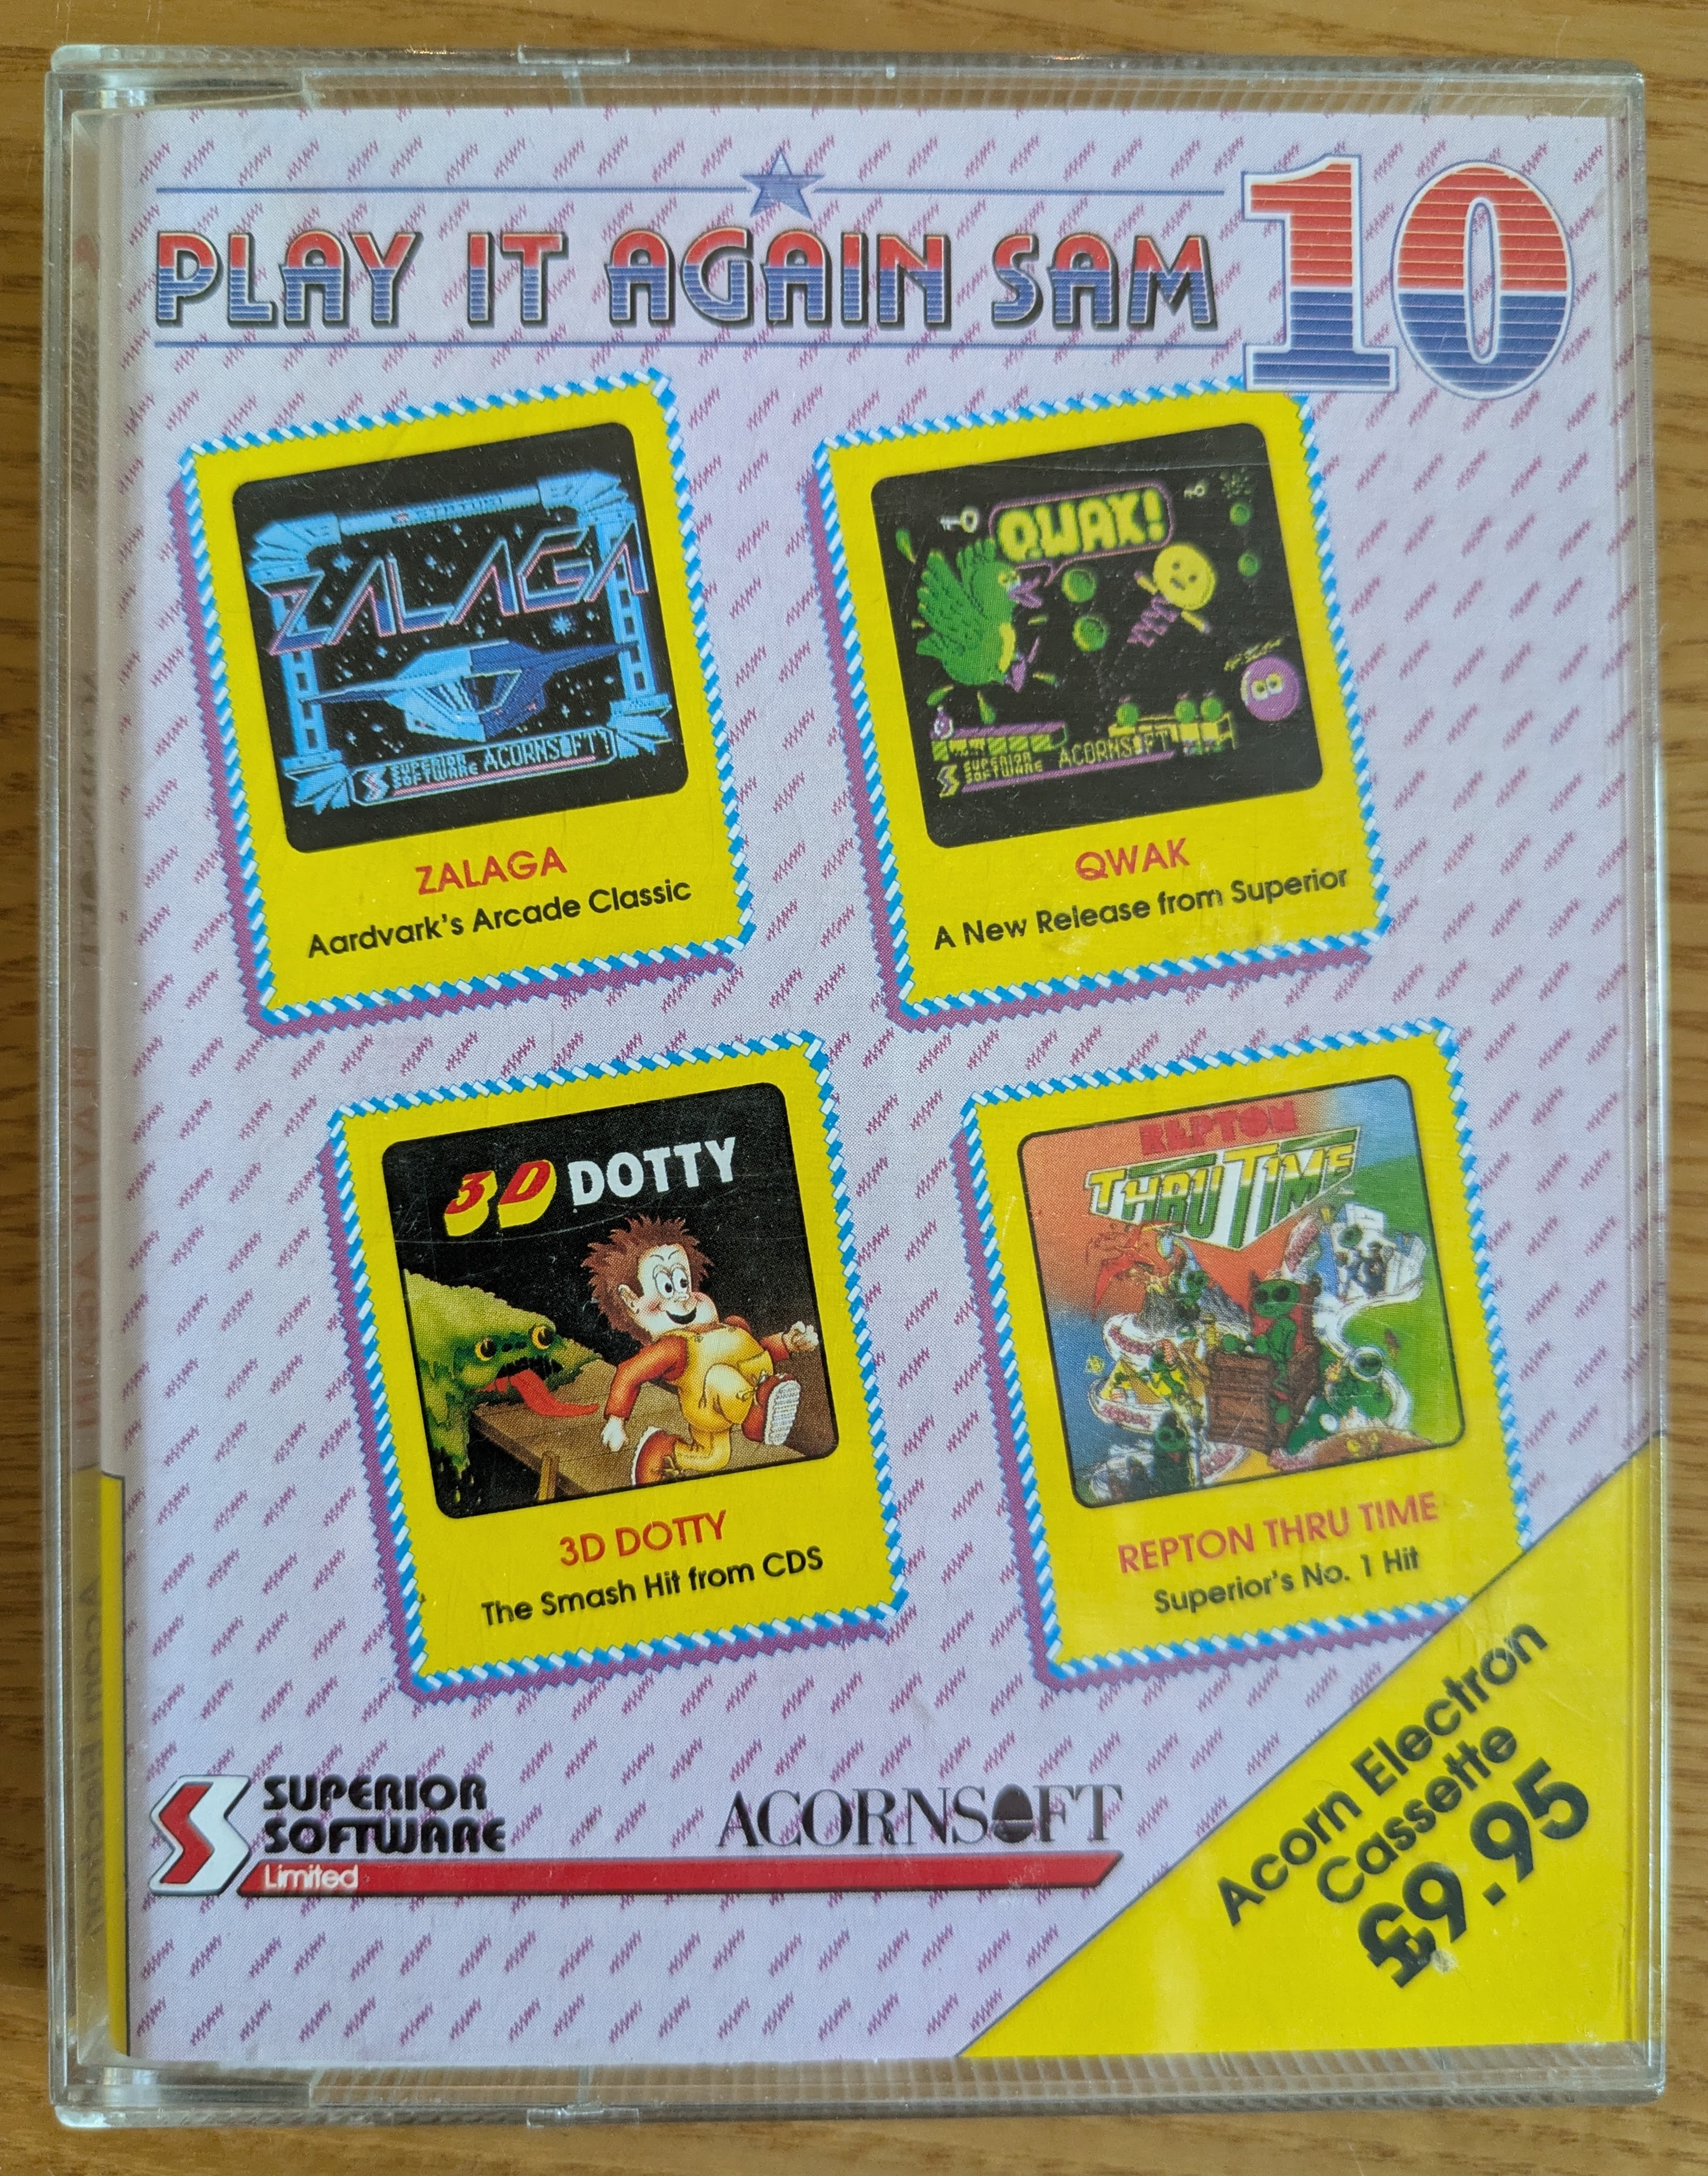 PLAY IT AGAIN SAM 10
ZALAGA
SUPERIOR
SOFTWARE
ACORNSOFT
ZALAGA
Aardvark's Arcade Classic
QWAK!
SUPERIOR
SOFTWARE
ACORNSOFT
QWAK
A New Release from Superior
3D DOTTY
3D DOTTY
The Smash Hit from CDS
REPTON
THRU TIME
REPTON THRU TIME
Superior's No. 1 Hit
SUPERIOR
SOFTWARE
Limited
ACORNSOFT
Acorn Electron
Cassette
£9.95